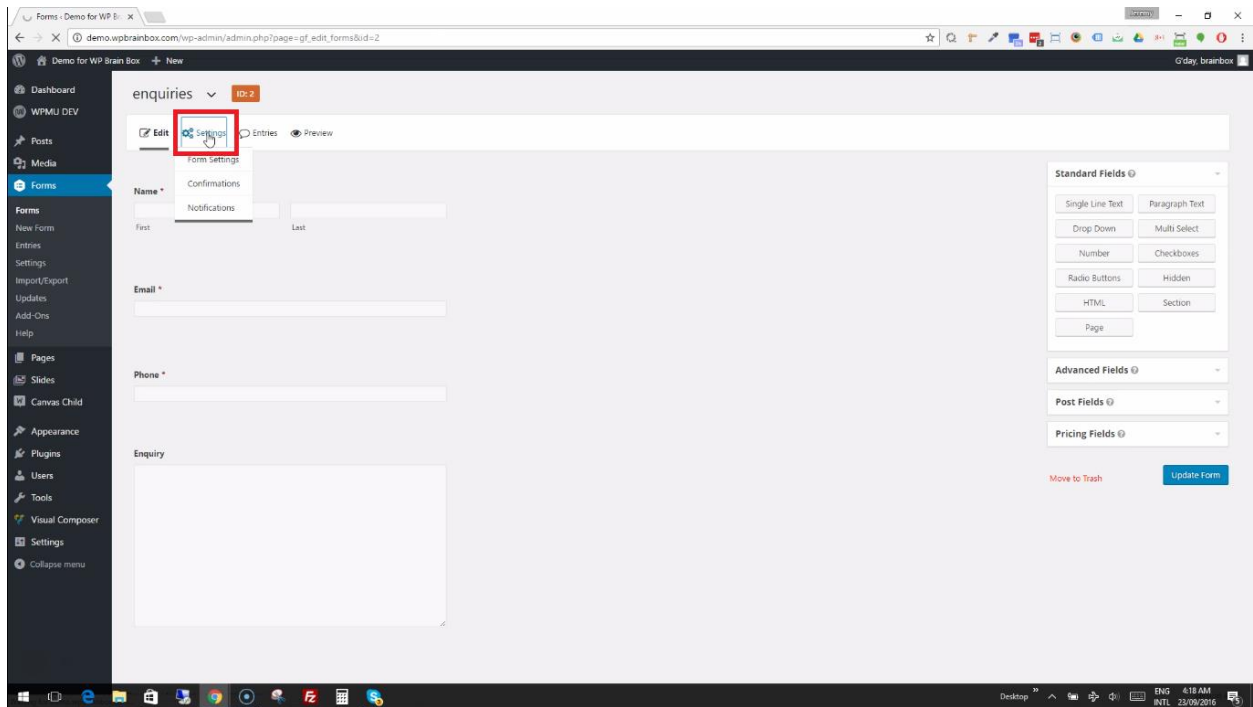 Forms ‹ Demo for WP Br
demo.wpbrainbox.com/wp-admin/admin.php?page=gf_edit_forms&id=2
Demo for WP Brain Box + New
G'day, brainbox
Dashboard
WPMU DEV
Posts
Media
Forms
Forms
New Form
Entries
Settings
Import/Export
Updates
Add-Ons
Help
Pages
Slides
Canvas Child
Appearance
Plugins
Users
Tools
Visual Composer
Settings
Collapse menu
enquiries
ID: 2
Edit Settings Entries Preview
Form Settings
Confirmations
Notifications
Name *
First Last
Email *
Phone *
Enquiry
Standard Fields
Single Line Text Paragraph Text
Drop Down Multi Select
Number Checkboxes
Radio Buttons Hidden
HTML Section
Page
Advanced Fields
Post Fields
Pricing Fields
Move to Trash Update Form
Desktop
ENG 4:18 AM
INTL 23/09/2016